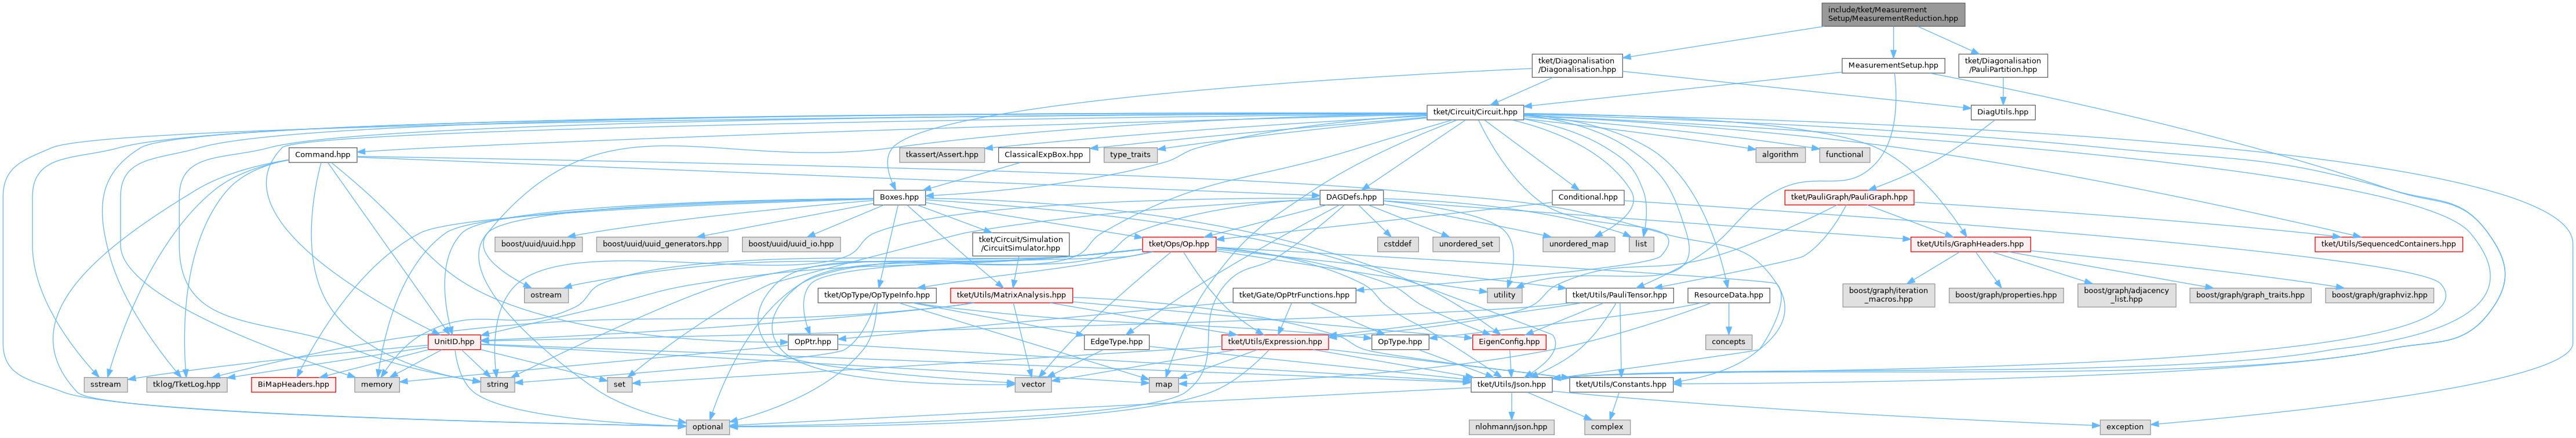 include/tket/Measurement
Setup/MeasurementReduction.hpp
tket/Diagonalisation
/Diagonalisation.hpp
MeasurementSetup.hpp
tket/Diagonalisation
/PauliPartition.hpp
tket/Circuit/Circuit.hpp
DiagUtils.hpp
Command.hpp
tkassert/Assert.hpp
ClassicalExpBox.hpp
type_traits
algorithm
functional
Boxes.hpp
DAGDefs.hpp
Conditional.hpp
tket/PauliGraph/PauliGraph.hpp
boost/uuid/uuid.hpp
boost/uuid/uuid_generators.hpp
boost/uuid/uuid_io.hpp
tket/Circuit/Simulation
/CircuitSimulator.hpp
tket/Ops/Op.hpp
cstddef
unordered_set
unordered_map
list
tket/Utils/GraphHeaders.hpp
tket/Utils/SequencedContainers.hpp
ostream
tket/OpType/OpTypeInfo.hpp
tket/Utils/MatrixAnalysis.hpp
tket/Gate/OpPtrFunctions.hpp
utility
tket/Utils/PauliTensor.hpp
ResourceData.hpp
boost/graph/iteration
_macros.hpp
boost/graph/properties.hpp
boost/graph/adjacency
_list.hpp
boost/graph/graph_traits.hpp
boost/graph/graphviz.hpp
UnitID.hpp
OpPtr.hpp
EdgeType.hpp
tket/Utils/Expression.hpp
OpType.hpp
EigenConfig.hpp
concepts
sstream
tklog/TketLog.hpp
BiMapHeaders.hpp
memory
string
set
vector
map
tket/Utils/Json.hpp
tket/Utils/Constants.hpp
optional
nlohmann/json.hpp
complex
exception